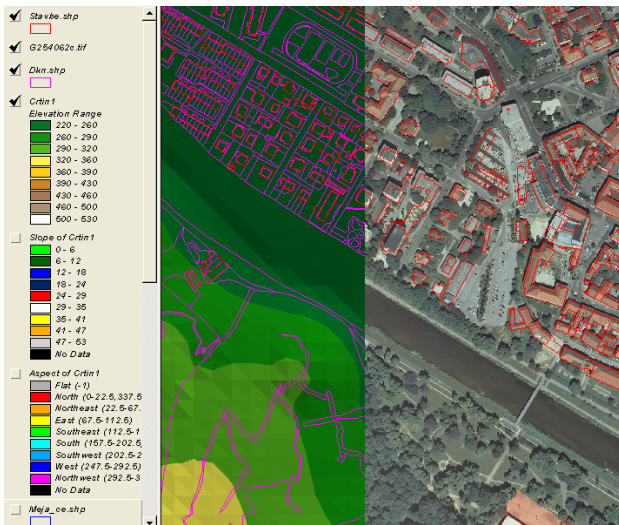 Stavbe.shp
G254062c.tif
Dkn.shp
Crtin1
Elevation Range
220 - 260
260 - 290
290 - 320
320 - 360
360 - 390
390 - 430
430 - 460
460 - 500
500 - 530
Slope of Crtin1
0 - 6
6 - 12
12 - 18
18 - 24
24 - 29
29 - 35
35 - 41
41 - 47
47 - 53
No Data
Aspect of Crtin1
Flat (-1)
North (0-22.5,337.5
Northeast (22.5-67.
East (67.5-112.5)
Southeast (112.5-1
South (157.5-202.5
Southwest (202.5-2
West (247.5-292.5)
Northwest (292.5-3
No Data
Meja_ce.shp